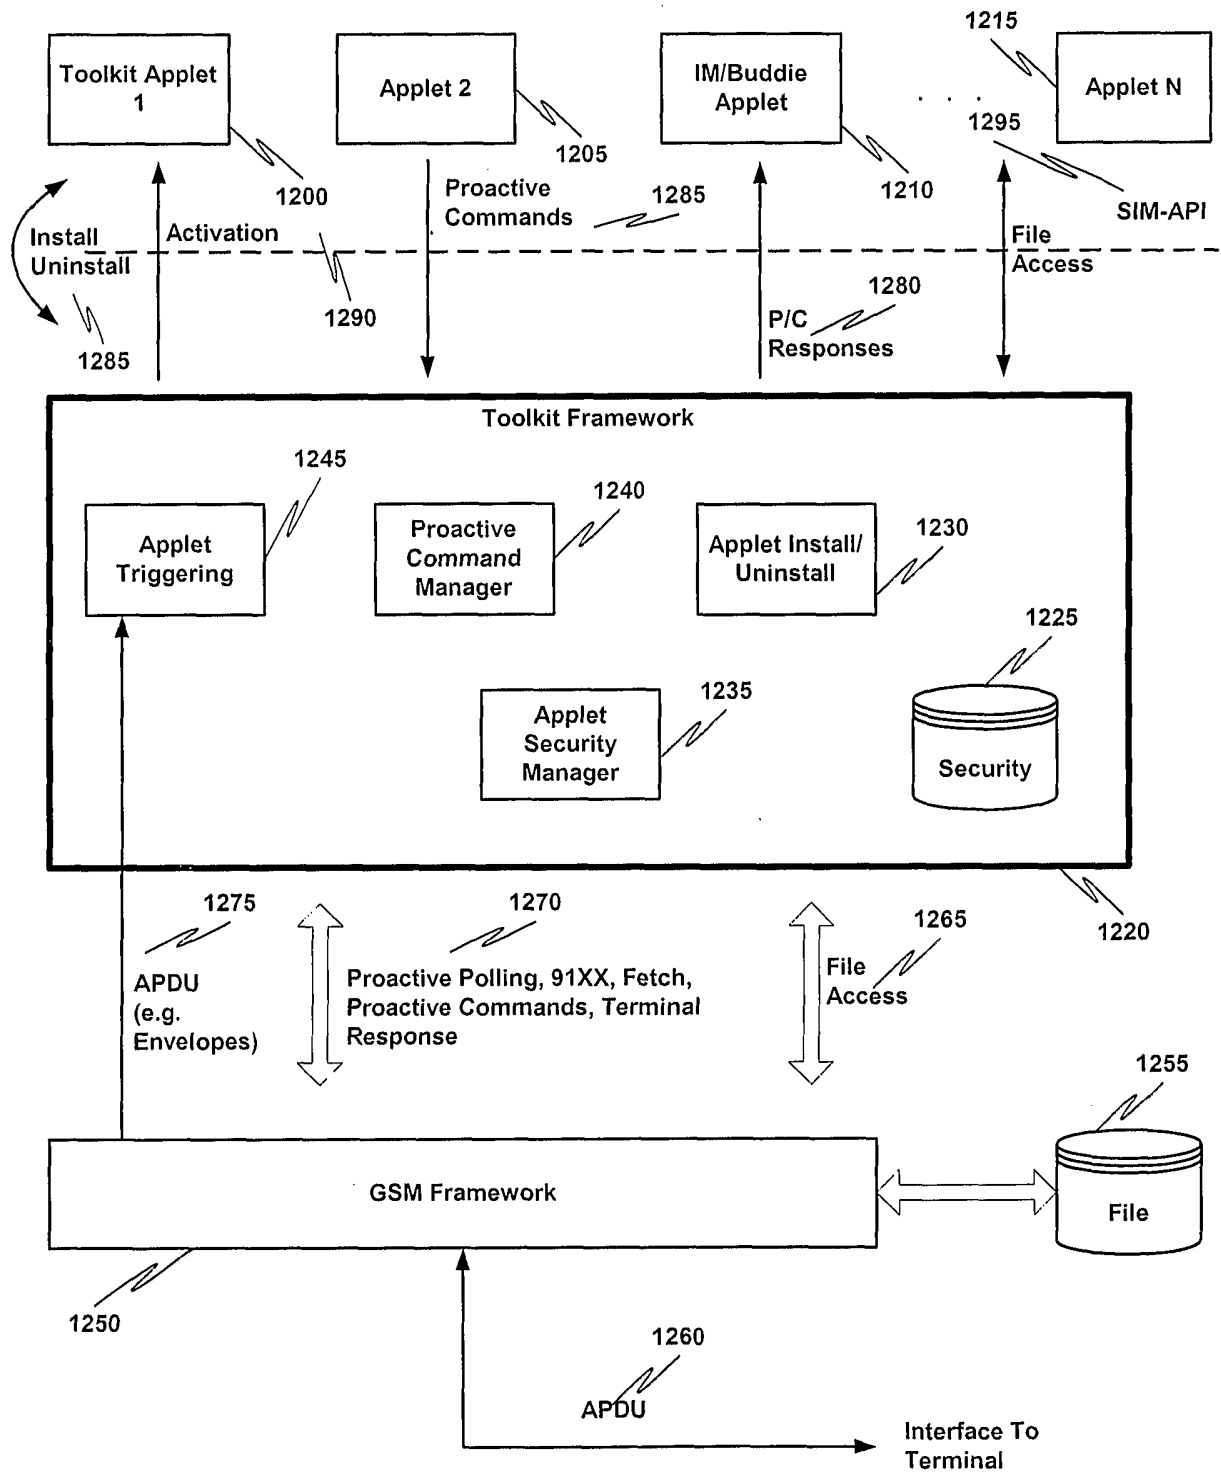 1215
Toolkit Applet
1
Applet 2
IM/Buddie
Applet
. . .
Applet N
1295
1205
1200
1210
Proactive
Commands
1285
SIM-API
Install
Uninstall
Activation
File
Access
1290
1280
1285
P/C
Responses
Toolkit Framework
1245
1240
1230
Applet
Triggering
Proactive
Command
Manager
Applet Install/
Uninstall
1225
1235
Applet
Security
Manager
Security
1275
1270
1265
1220
APDU
(e.g.
Envelopes)
Proactive Polling, 91XX, Fetch,
Proactive Commands, Terminal
Response
File
Access
1255
GSM Framework
File
1250
1260
APDU
Interface To
Terminal